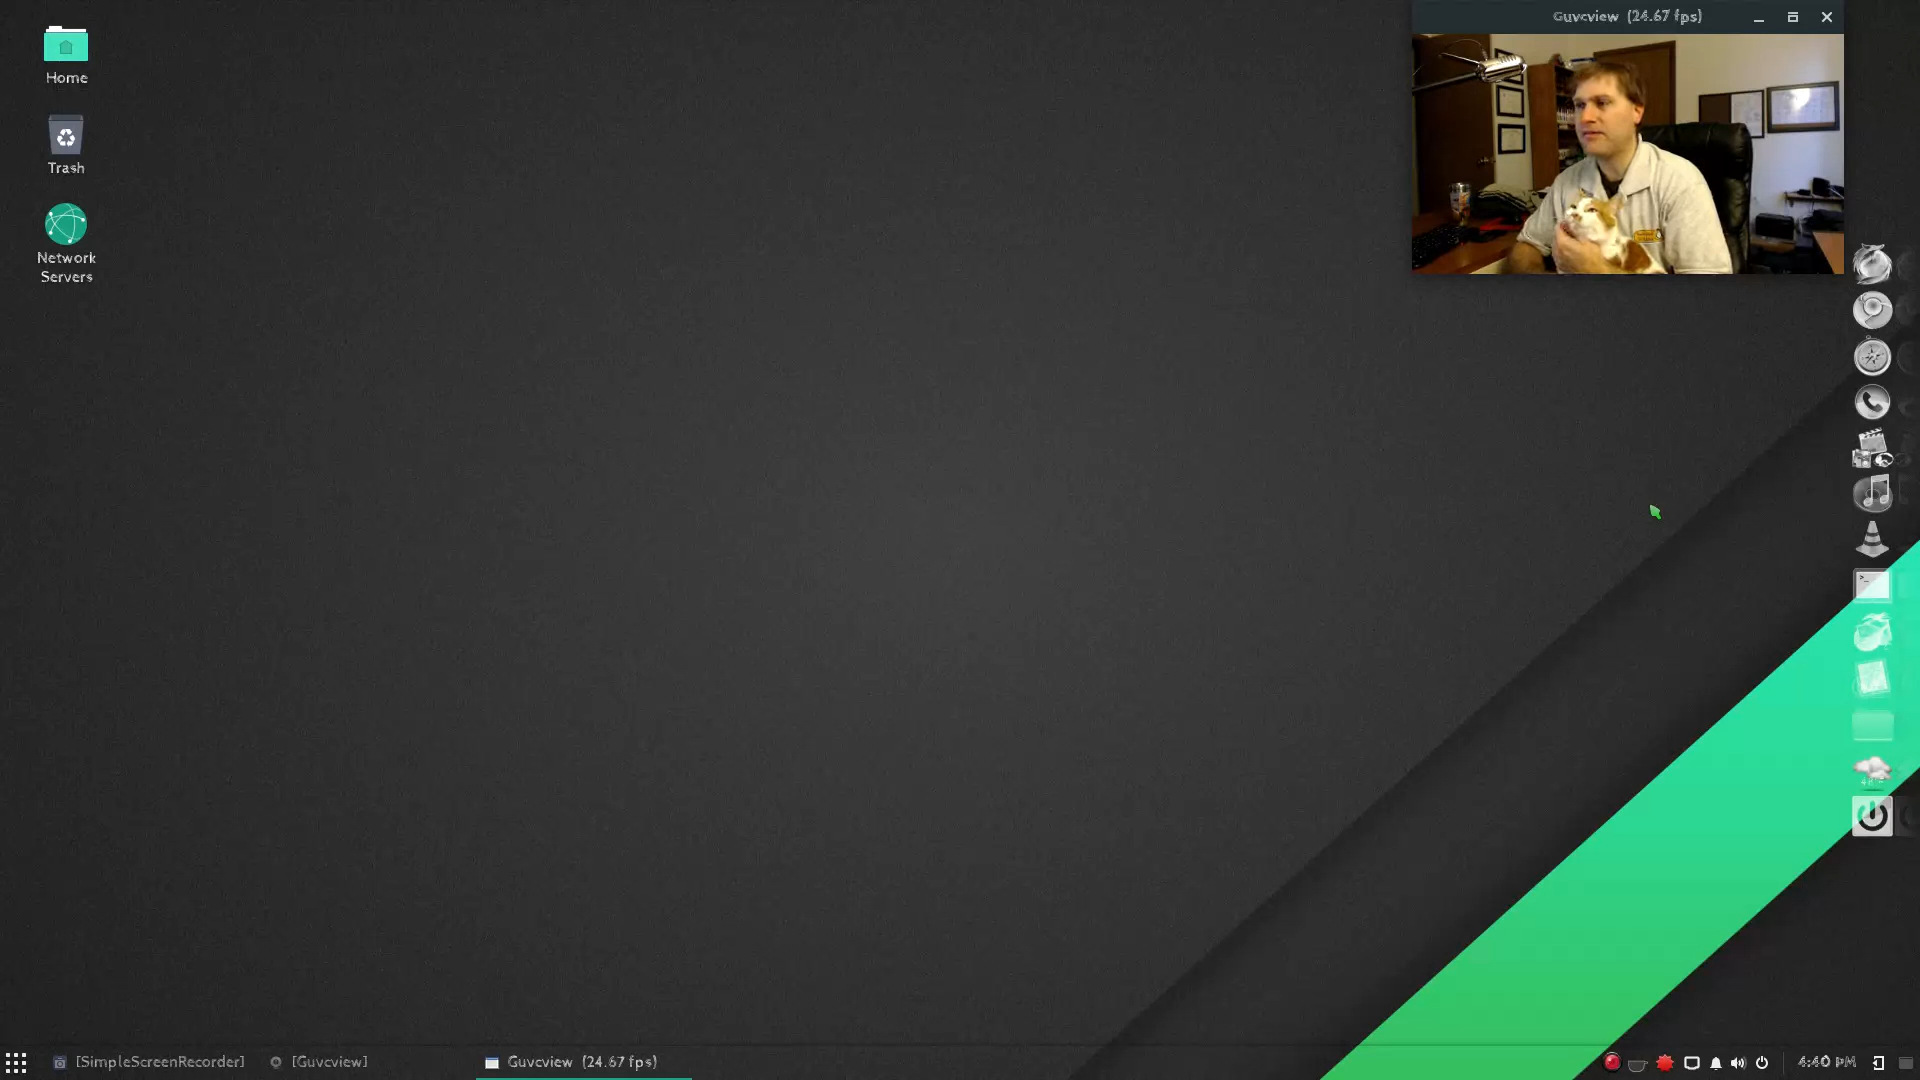 Guvcview (24.67 fps)
Home
Trash
Network
Servers
[SimpleScreenRecorder]
[Guvcview]
Guvcview (24.67 fps)
4:40 PM